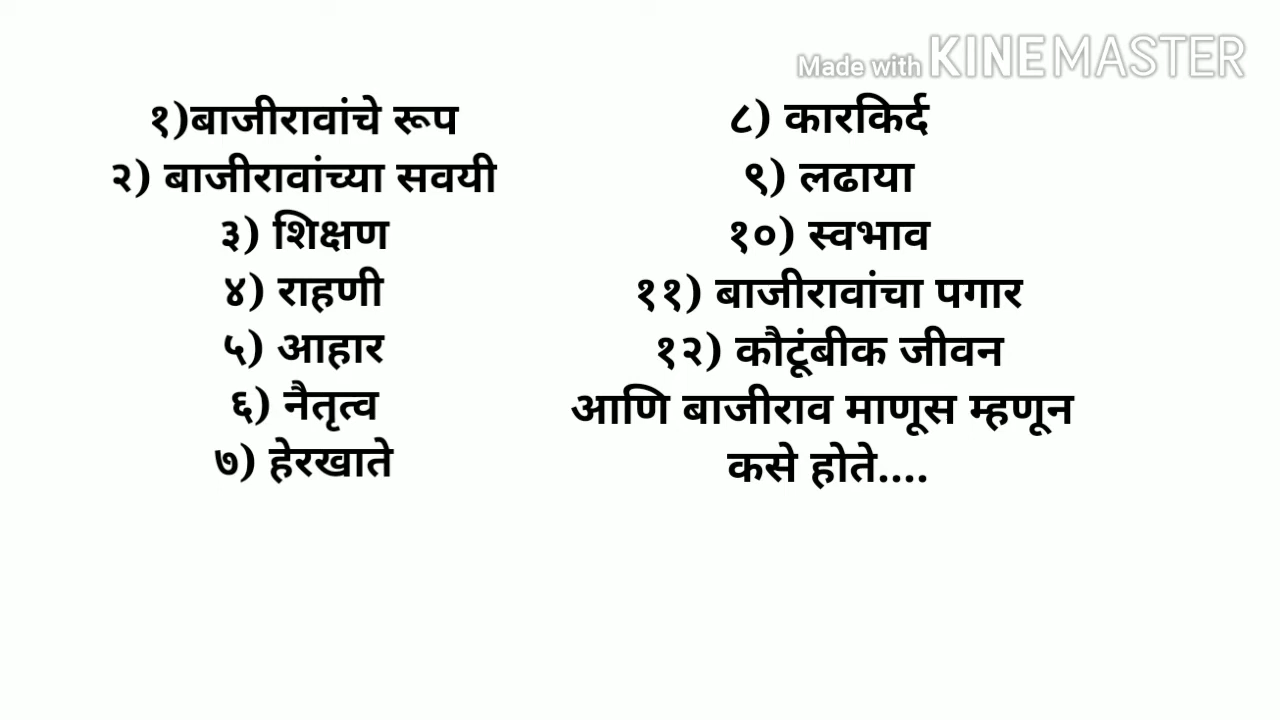 Made with KINEMASTER
१)बाजीरावांचे रूप
२) बाजीरावांच्या सवयी
३) शिक्षण
४) राहणी
५) आहार
६) नैतृत्व
७) हेरखाते
८) कारकिर्द
९) लढाया
१०) स्वभाव
११) बाजीरावांचा पगार
१२) कौटूंबीक जीवन
आणि बाजीराव माणूस म्हणून
कसे होते....